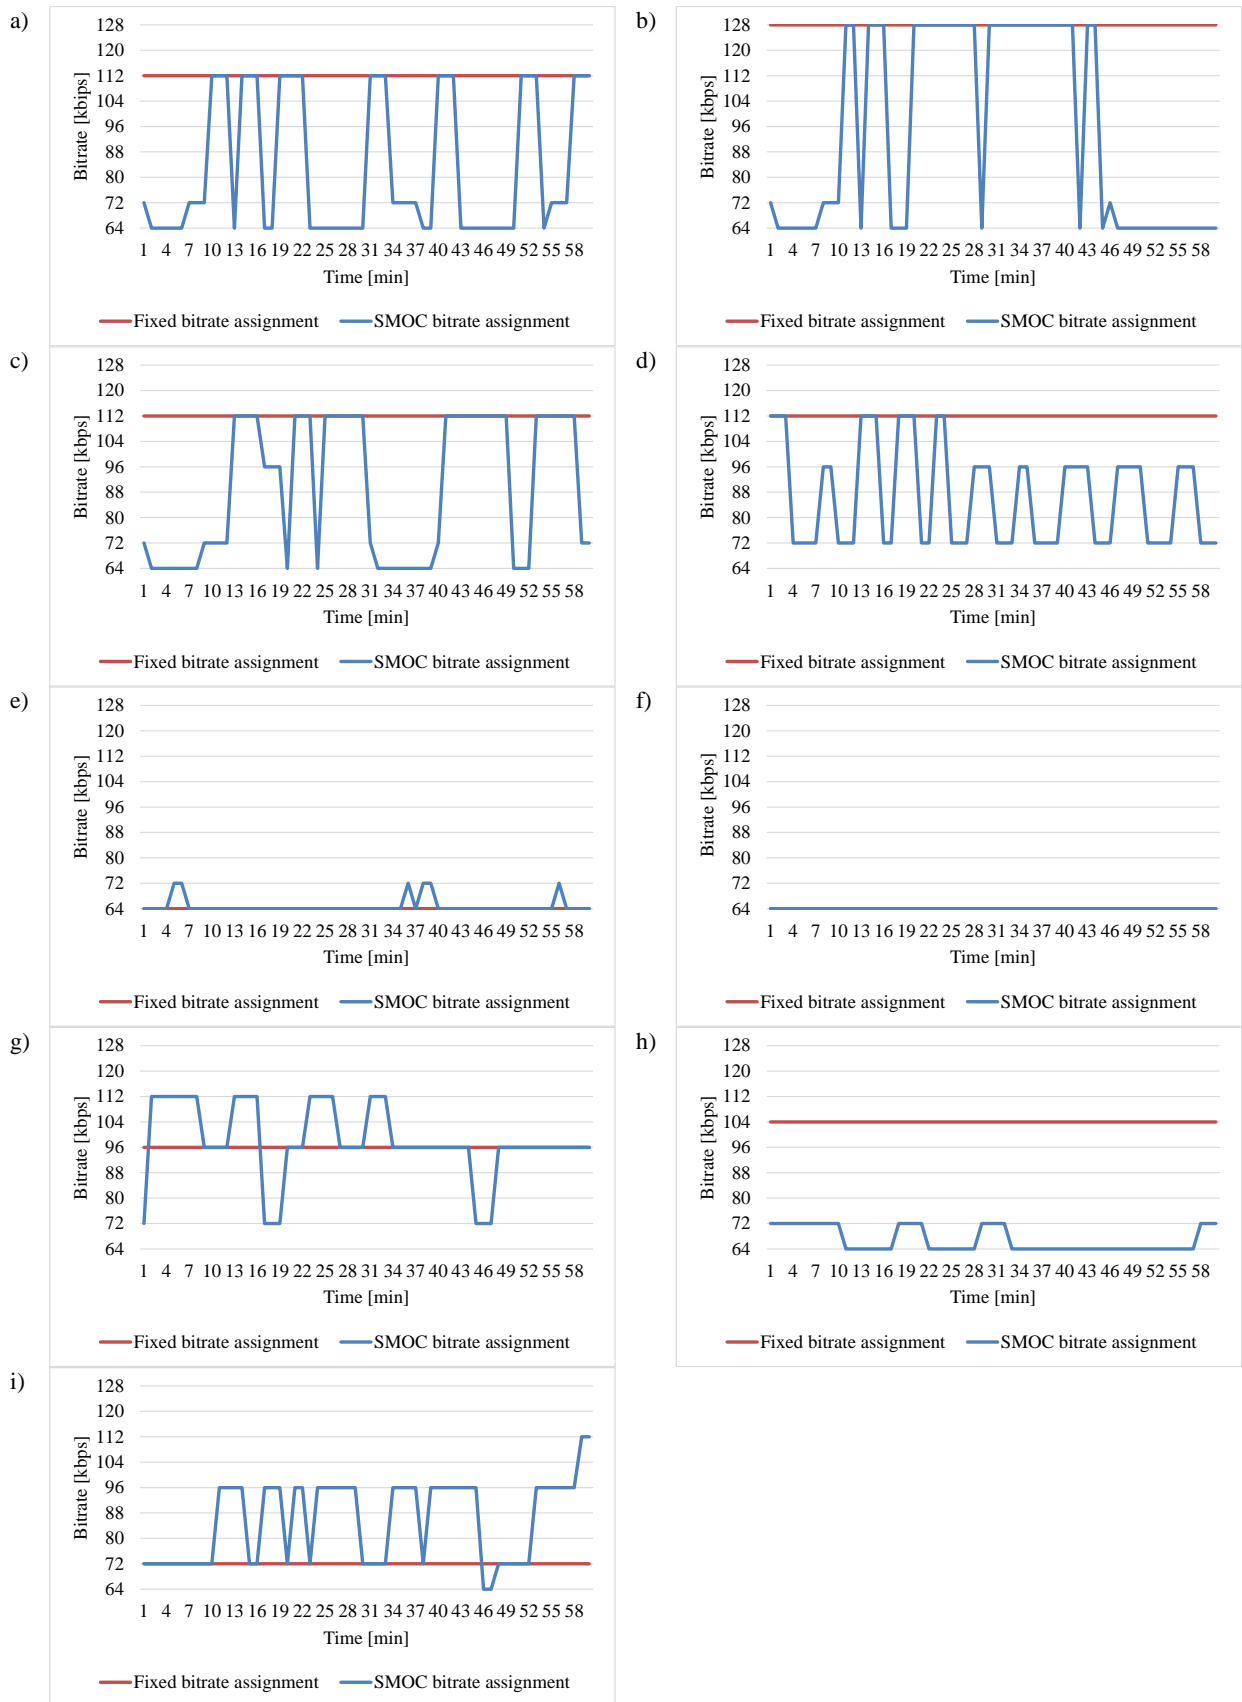 a)
128
120
112
104
96
88
80
72
64
Bitrate [kbips]
1 4 7 10 13 16 19 22 25 28 31 34 37 40 43 46 49 52 55 58
Time [min]
Fixed bitrate assignment SMOC bitrate assignment
b)
128
120
112
104
96
88
80
72
64
Bitrate [kbps]
1 4 7 10 13 16 19 22 25 28 31 34 37 40 43 46 49 52 55 58
Time [min]
Fixed bitrate assignment SMOC bitrate assignment
c)
128
120
112
104
96
88
80
72
64
Bitrate [kbps]
1 4 7 10 13 16 19 22 25 28 31 34 37 40 43 46 49 52 55 58
Time [min]
Fixed bitrate assignment SMOC bitrate assignment
d)
128
120
112
104
96
88
80
72
64
Bitrate [kbps]
1 4 7 10 13 16 19 22 25 28 31 34 37 40 43 46 49 52 55 58
Time [min]
Fixed bitrate assignment SMOC bitrate assignment
e)
128
120
112
104
96
88
80
72
64
Bitrate [kbps]
1 4 7 10 13 16 19 22 25 28 31 34 37 40 43 46 49 52 55 58
Time [min]
Fixed bitrate assignment SMOC bitrate assignment
f)
128
120
112
104
96
88
80
72
64
Bitrate [kbps]
1 4 7 10 13 16 19 22 25 28 31 34 37 40 43 46 49 52 55 58
Time [min]
Fixed bitrate assignment SMOC bitrate assignment
g)
128
120
112
104
96
88
80
72
64
Bitrate [kbps]
1 4 7 10 13 16 19 22 25 28 31 34 37 40 43 46 49 52 55 58
Time [min]
Fixed bitrate assignment SMOC bitrate assignment
h)
128
120
112
104
96
88
80
72
64
Bitrate [kbps]
1 4 7 10 13 16 19 22 25 28 31 34 37 40 43 46 49 52 55 58
Time [min]
Fixed bitrate assignment SMOC bitrate assignment
i)
128
120
112
104
96
88
80
72
64
Bitrate [kbps]
1 4 7 10 13 16 19 22 25 28 31 34 37 40 43 46 49 52 55 58
Time [min]
Fixed bitrate assignment SMOC bitrate assignment